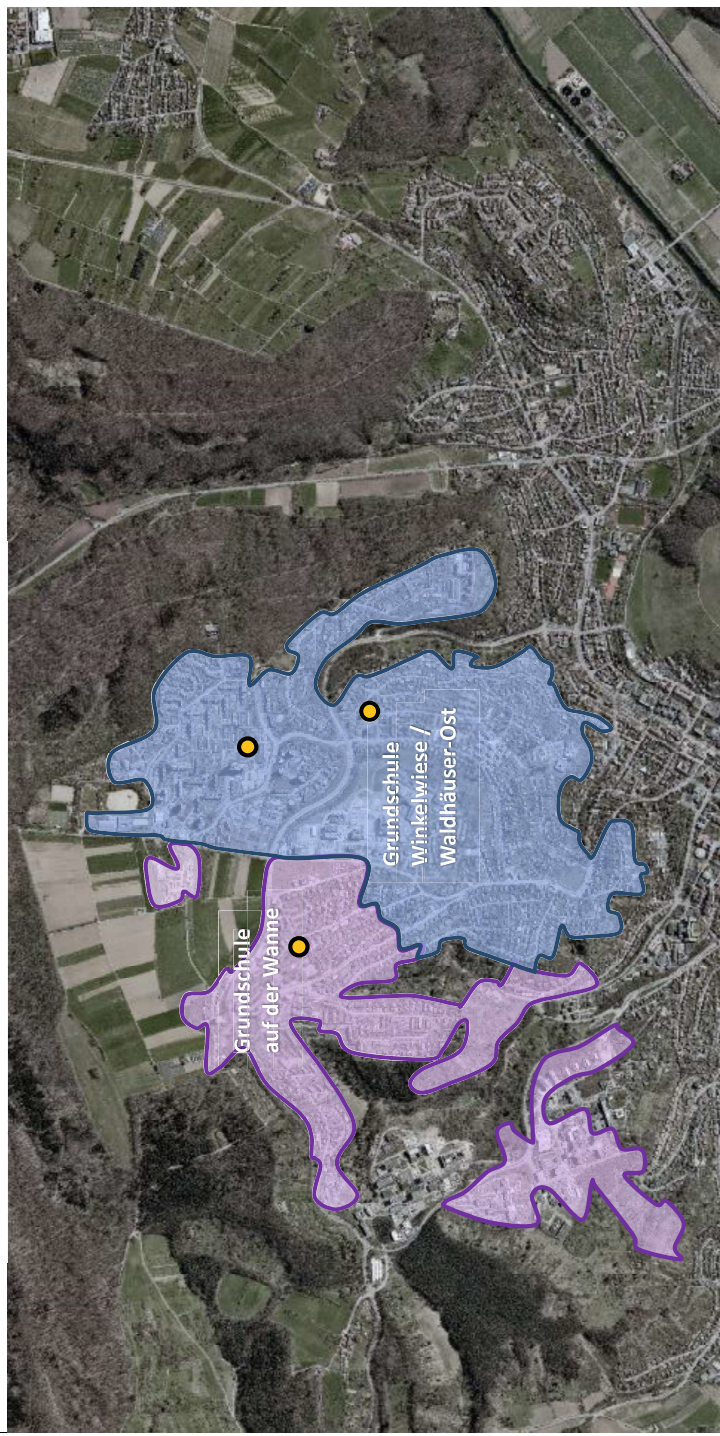 Grundschule
auf der Wanne
Grundschule
Winkelwiese /
Waldhäuser-Ost